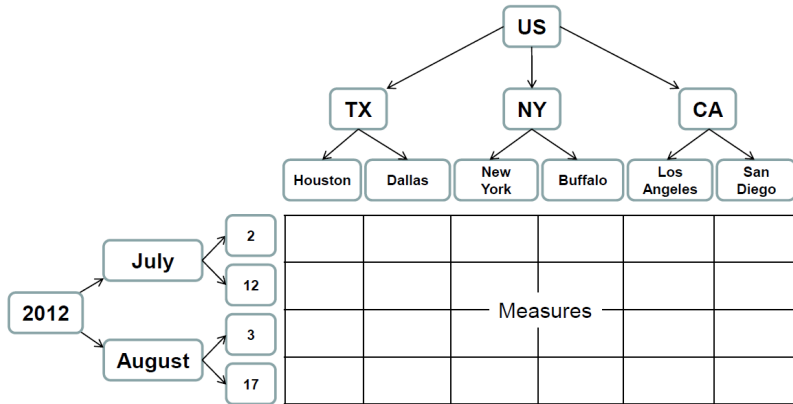 US
TX
NY
CA
Houston
Dallas
New
York
Buffalo
Los
Angeles
San
Diego
2
July
12
2012
Measures
3
August
17